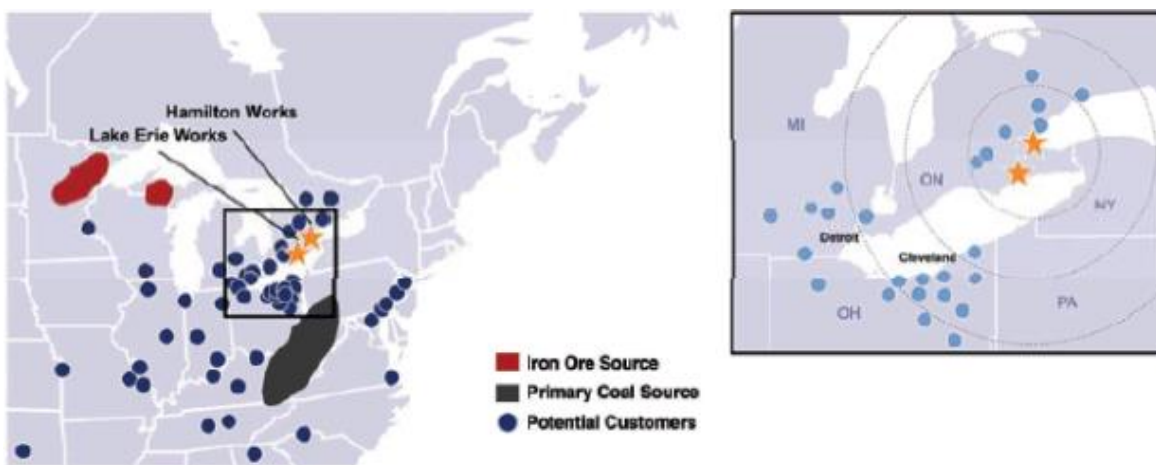 Hamilton Works
Lake Erie Works
Iron Ore Source
Primary Coal Source
Potential Customers
MI
ON
NY
Detroit
Cleveland
OH
PA